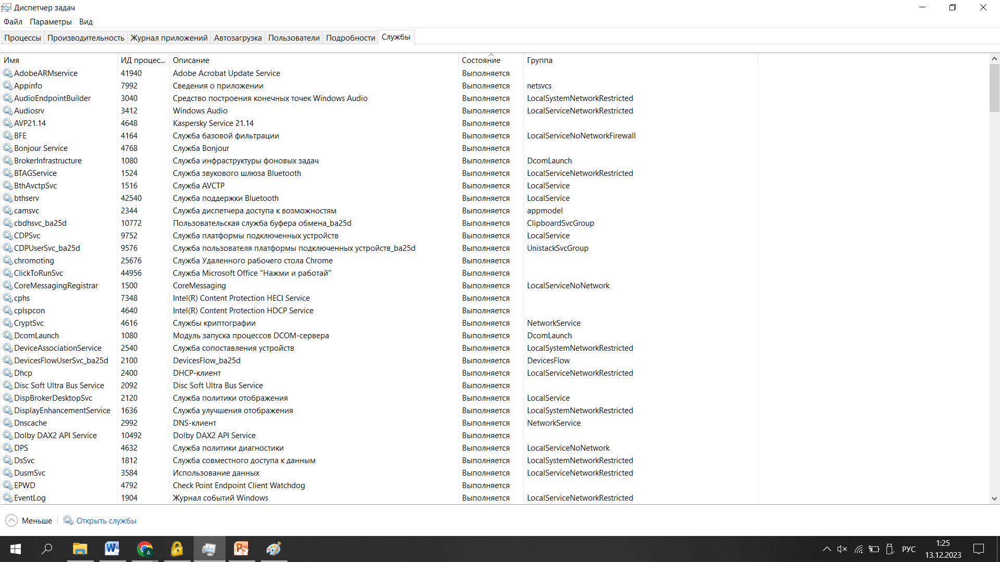 Диспетчер задач
Файл Параметры Вид
Процессы Производительность Журнал приложений Автозагрузка Пользователи Подробности Службы
Имя ИД процес... Описание Состояние Группа
AdobeARMservice 41940 Adobe Acrobat Update Service Выполняется
Appinfo 7992 Сведения о приложении Выполняется netsvcs
AudioEndpointBuilder 3040 Средство построения конечных точек Windows Audio Выполняется LocalSystemNetworkRestricted
Audiosrv 3412 Windows Audio Выполняется LocalServiceNetworkRestricted
AVP21.14 4648 Kaspersky Service 21.14 Выполняется
BFE 4164 Служба базовой фильтрации Выполняется LocalServiceNoNetworkFirewall
Bonjour Service 4768 Служба Bonjour Выполняется
BrokerInfrastructure 1080 Служба инфраструктуры фоновых задач Выполняется DcomLaunch
BTAGService 1524 Служба звукового шлюза Bluetooth Выполняется LocalServiceNetworkRestricted
BthAvctpSvc 1516 Служба AVCTP Выполняется LocalService
bthserv 42540 Служба поддержки Bluetooth Выполняется LocalService
camsvc 2344 Служба диспетчера доступа к возможностям Выполняется appmodel
cbdhsvc_ba25d 10772 Пользовательская служба буфера обмена_ba25d Выполняется ClipboardSvcGroup
CDPSvc 9752 Служба платформы подключенных устройств Выполняется LocalService
CDPUserSvc_ba25d 9576 Служба пользователя платформы подключенных устройств_ba25d Выполняется UnistackSvcGroup
chromoting 25676 Служба Удаленного рабочего стола Chrome Выполняется
ClickToRunSvc 44956 Служба Microsoft Office "Нажми и работай" Выполняется
CoreMessagingRegistrar 1500 CoreMessaging Выполняется LocalServiceNoNetwork
cphs 7348 Intel(R) Content Protection HECI Service Выполняется
cplspcon 4640 Intel(R) Content Protection HDCP Service Выполняется
CryptSvc 4616 Службы криптографии Выполняется NetworkService
DcomLaunch 1080 Модуль запуска процессов DCOM-сервера Выполняется DcomLaunch
DeviceAssociationService 2540 Служба сопоставления устройств Выполняется LocalSystemNetworkRestricted
DevicesFlowUserSvc_ba25d 2100 DevicesFlow_ba25d Выполняется DevicesFlow
Dhcp 2400 DHCP-клиент Выполняется LocalServiceNetworkRestricted
Disc Soft Ultra Bus Service 2092 Disc Soft Ultra Bus Service Выполняется
DispBrokerDesktopSvc 2120 Служба политики отображения Выполняется LocalService
DisplayEnhancementService 1636 Служба улучшения отображения Выполняется LocalSystemNetworkRestricted
Dnscache 2992 DNS-клиент Выполняется NetworkService
Dolby DAX2 API Service 10492 Dolby DAX2 API Service Выполняется
DPS 4632 Служба политики диагностики Выполняется LocalServiceNoNetwork
DsSvc 1812 Служба совместного доступа к данным Выполняется LocalSystemNetworkRestricted
DusmSvc 3584 Использование данных Выполняется LocalServiceNetworkRestricted
EPWD 4792 Check Point Endpoint Client Watchdog Выполняется
EventLog 1904 Журнал событий Windows Выполняется LocalServiceNetworkRestricted
Меньше Открыть службы
РУС 1:25
13.12.2023